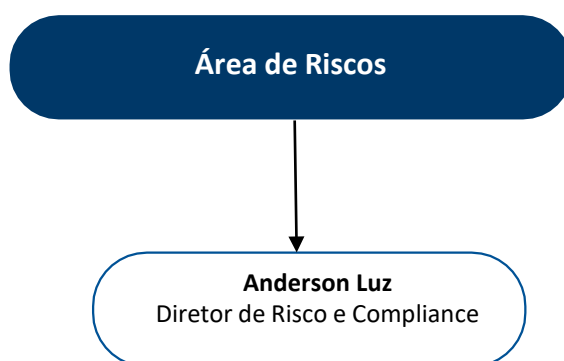 Área de Riscos
Anderson Luz
Diretor de Risco e Compliance